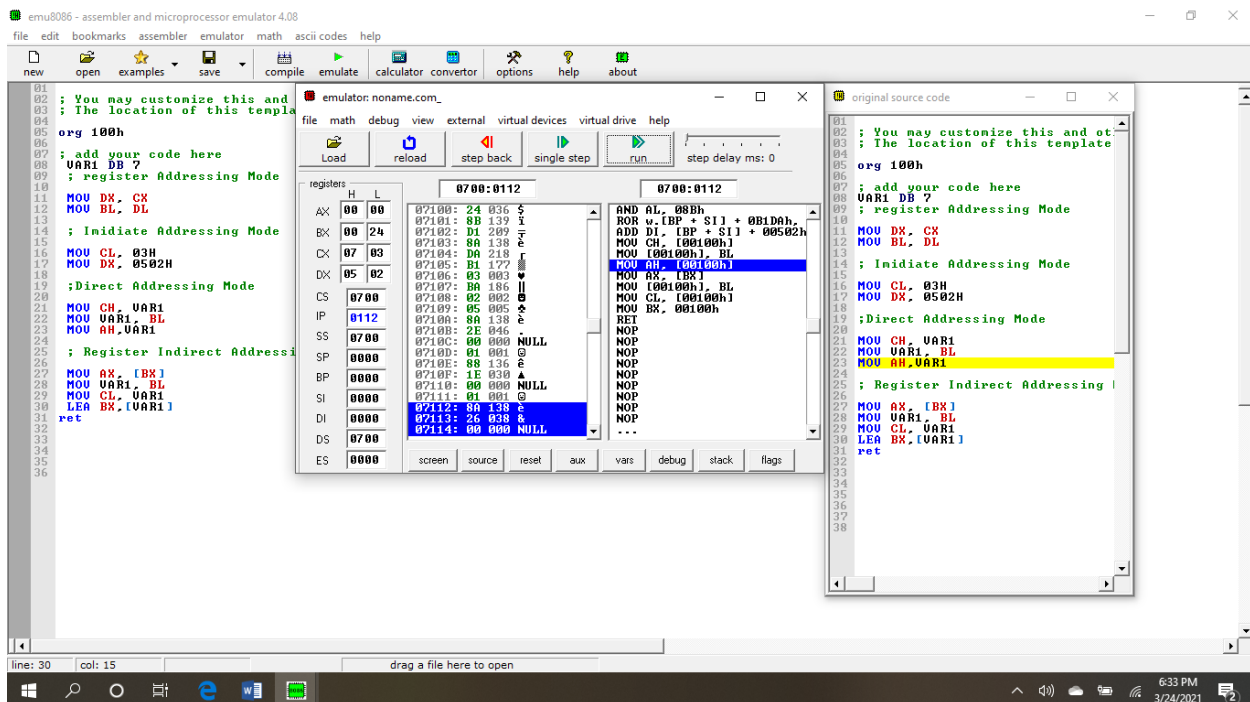 emu8086 - assembler and microprocessor emulator 4.08
file edit bookmarks assembler emulator math ascii codes help
new open examples save compile emulate calculator convertor options help about
01
02 ; You may customize this and
03 ; The location of this templa
04
05 org 100h
06
07 ; add your code here
08 VAR1 DB 7
09 ; register Addressing Mode
10
11 MOV DX, CX
12 MOV BL, DL
13
14 ; Imidiate Addressing Mode
15
16 MOV CL, 03H
17 MOV DX, 0502H
18
19 ;Direct Addressing Mode
20
21 MOV CH, VAR1
22 MOV VAR1, BL
23 MOV AH,VAR1
24
25 ; Register Indirect Addressi
26
27 MOV AX, [BX]
28 MOV VAR1, BL
29 MOV CL, VAR1
30 LEA BX,[VAR1]
31 ret
32
33
34
35
36
emulator: noname.com_
file math debug view external virtual devices virtual drive help
Load reload step back single step run step delay ms: 0
registers
H L
AX 00 00
BX 00 24
CX 07 03
DX 05 02
CS 0700
IP 0112
SS 0700
SP 0000
BP 0000
SI 0000
DI 0000
DS 0700
ES 0000
0700:0112 0700:0112
07100: 24 036 $
07101: 8B 139 ï
07102: D1 209 ╤
07103: 8A 138 è
07104: DA 218 ┌
07105: B1 177 ▒
07106: 03 003 ♥
07107: BA 186 ║
07108: 02 002 ☻
07109: 05 005 ♣
0710A: 8A 138 è
0710B: 2E 046 .
0710C: 00 000 NULL
0710D: 01 001 ☺
0710E: 88 136 ê
0710F: 1E 030 ▲
07110: 00 000 NULL
07111: 01 001 ☺
07112: 8A 138 è
07113: 26 038 &
07114: 00 000 NULL
AND AL, 08Bh
ROR w.[BP + SI] + 0B1DAh,
ADD DI, [BP + SI] + 00502h
MOV CH, [00100h]
MOV [00100h], BL
MOV AH, [00100h]
MOV AX, [BX]
MOV [00100h], BL
MOV CL, [00100h]
MOV BX, 00100h
RET
NOP
NOP
NOP
NOP
NOP
NOP
NOP
NOP
NOP
...
screen source reset aux vars debug stack flags
original source code
01
02 ; You may customize this and ot
03 ; The location of this template
04
05 org 100h
06
07 ; add your code here
08 VAR1 DB 7
09 ; register Addressing Mode
10
11 MOV DX, CX
12 MOV BL, DL
13
14 ; Imidiate Addressing Mode
15
16 MOV CL, 03H
17 MOV DX, 0502H
18
19 ;Direct Addressing Mode
20
21 MOV CH, VAR1
22 MOV VAR1, BL
23 MOV AH,VAR1
24
25 ; Register Indirect Addressing
26
27 MOV AX, [BX]
28 MOV VAR1, BL
29 MOV CL, VAR1
30 LEA BX,[VAR1]
31 ret
32
33
34
35
36
37
38
line: 30 col: 15 drag a file here to open
6:33 PM
3/24/2021
2